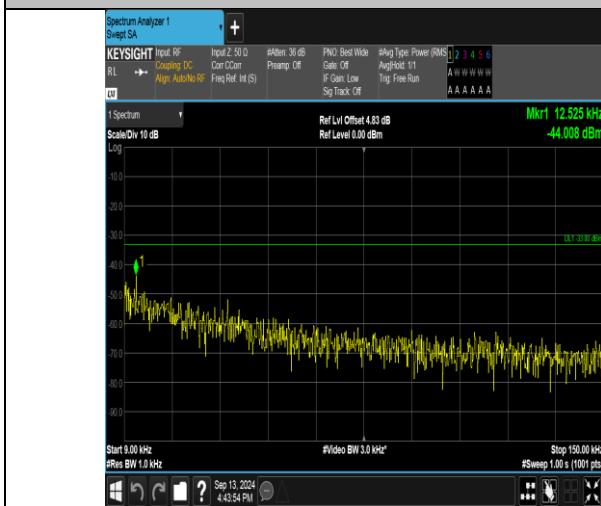 Spectrum Analyzer 1
Swept SA
+
KEYSIGHT
RL
Input: RF
Coupling: DC
Align: Auto/No RF
Input Z: 50 Ω
Corr CCorr
Freq Ref: Int (S)
#Atten: 36 dB
Preamp: Off
PNO: Best Wide
Gate: Off
IF Gain: Low
Sig Track: Off
#Avg Type: Power (RMS
Avg|Hold: 1/1
Trig: Free Run
1 2 3 4 5 6
A W W W W W
A A A A A A
1 Spectrum
Scale/Div 10 dB
Ref Lvl Offset 4.83 dB
Ref Level 0.00 dBm
Mkr1 12.525 kHz
-44.008 dBm
Log
-10.0
-20.0
-30.0
DL1 -33.00 dBm
-40.0
1
-50.0
-60.0
-70.0
-80.0
-90.0
Start 9.00 kHz
#Video BW 3.0 kHz*
Stop 150.00 kHz
#Res BW 1.0 kHz
#Sweep 1.00 s (1001 pts
?
Sep 13, 2024
4:43:54 PM